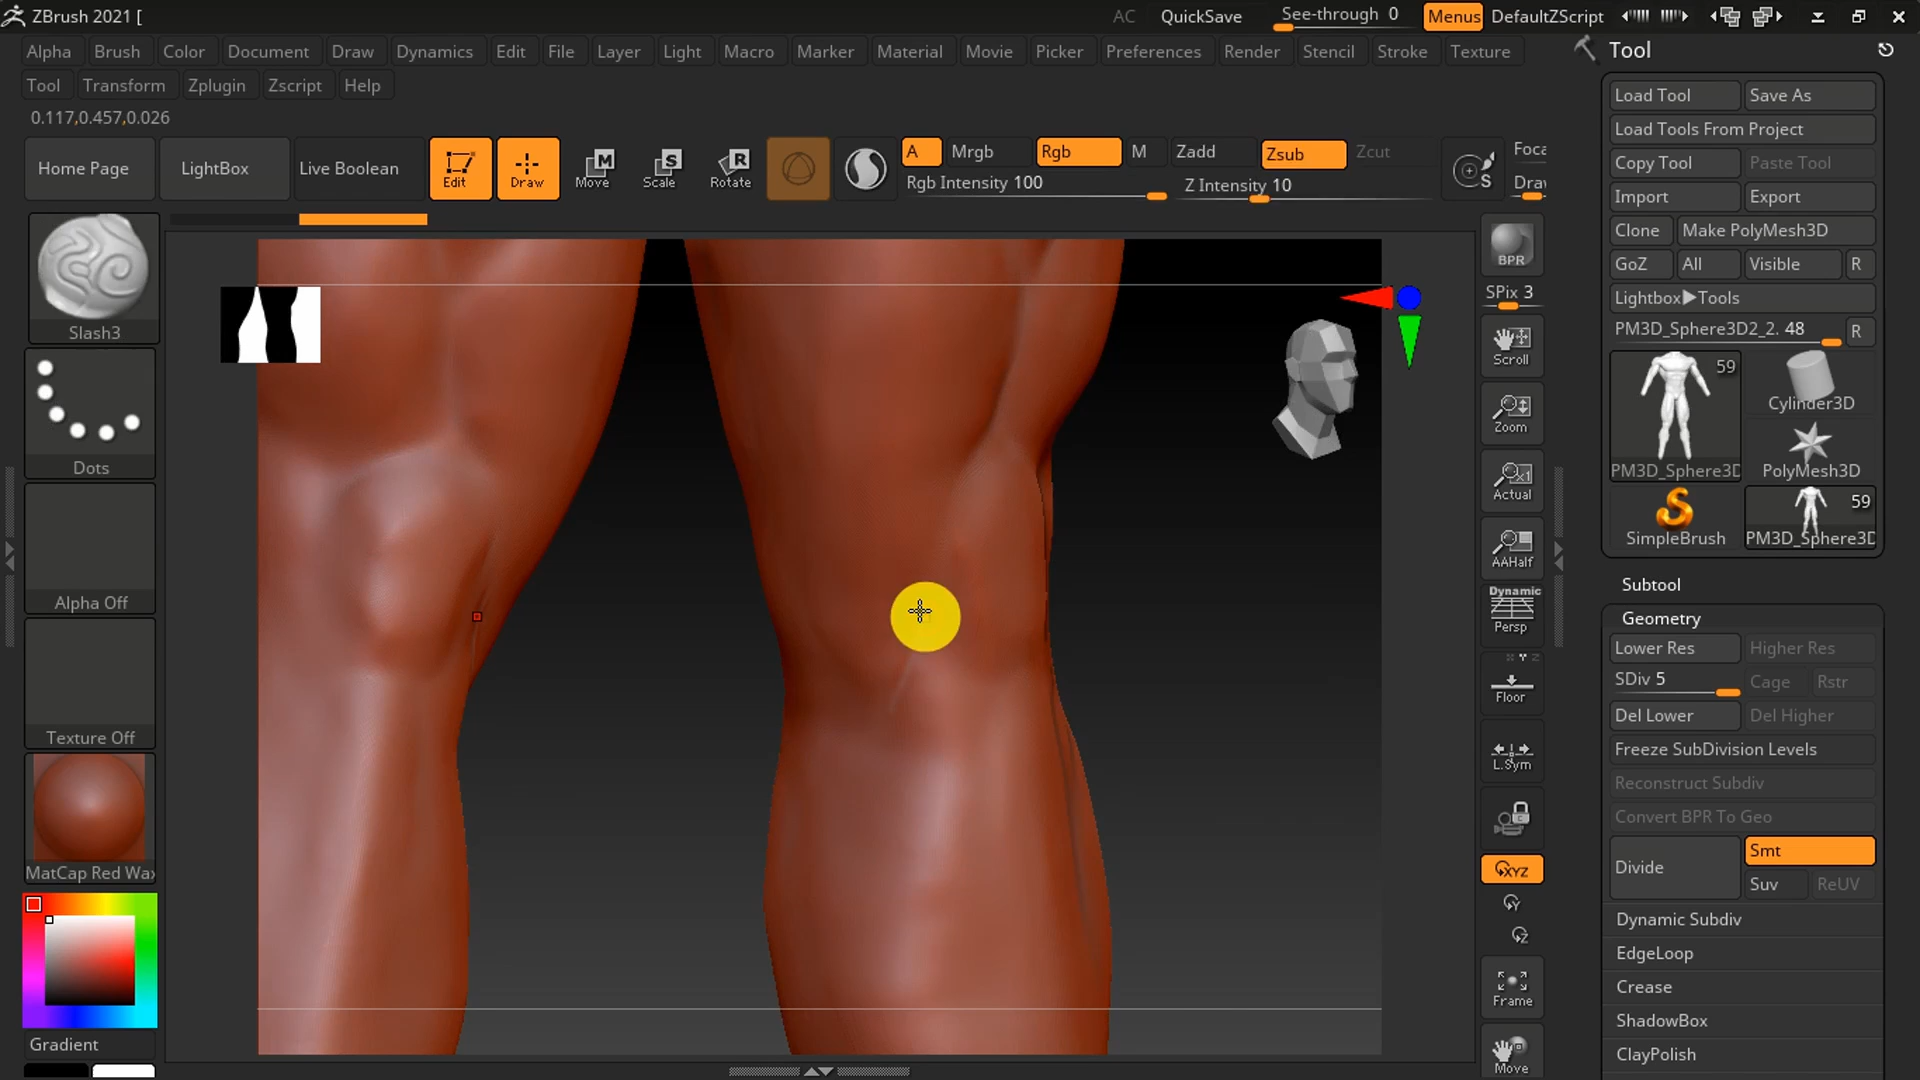 ZBrush 2021 [
AC QuickSave See-through 0 Menus DefaultZScript
Alpha Brush Color Document Draw Dynamics Edit File Layer Light Macro Marker Material Movie Picker Preferences Render Stencil Stroke Texture
Tool Transform Zplugin Zscript Help
0.117,0.457,0.026
Home Page LightBox Live Boolean Edit Draw Move Scale Rotate
M S R
A Mrgb Rgb M Zadd Zsub Zcut
Rgb Intensity 100 Z Intensity 10
S
Foca
Draw
Slash3
Dots
Alpha Off
Texture Off
MatCap Red Wax
Gradient
BPR
SPix 3
Scroll
Zoom
Actual
AAHalf
Dynamic
Persp
Floor
L.Sym
XYZ
Y
Z
Frame
Move
Tool
Load Tool Save As
Load Tools From Project
Copy Tool Paste Tool
Import Export
Clone Make PolyMesh3D
GoZ All Visible R
Lightbox▶Tools
PM3D_Sphere3D2_2. 48 R
59
Cylinder3D
PM3D_Sphere3D PolyMesh3D
59
SimpleBrush PM3D_Sphere3D
Subtool
Geometry
Lower Res Higher Res
SDiv 5 Cage Rstr
Del Lower Del Higher
Freeze SubDivision Levels
Reconstruct Subdiv
Convert BPR To Geo
Divide Smt
Suv ReUV
Dynamic Subdiv
EdgeLoop
Crease
ShadowBox
ClayPolish